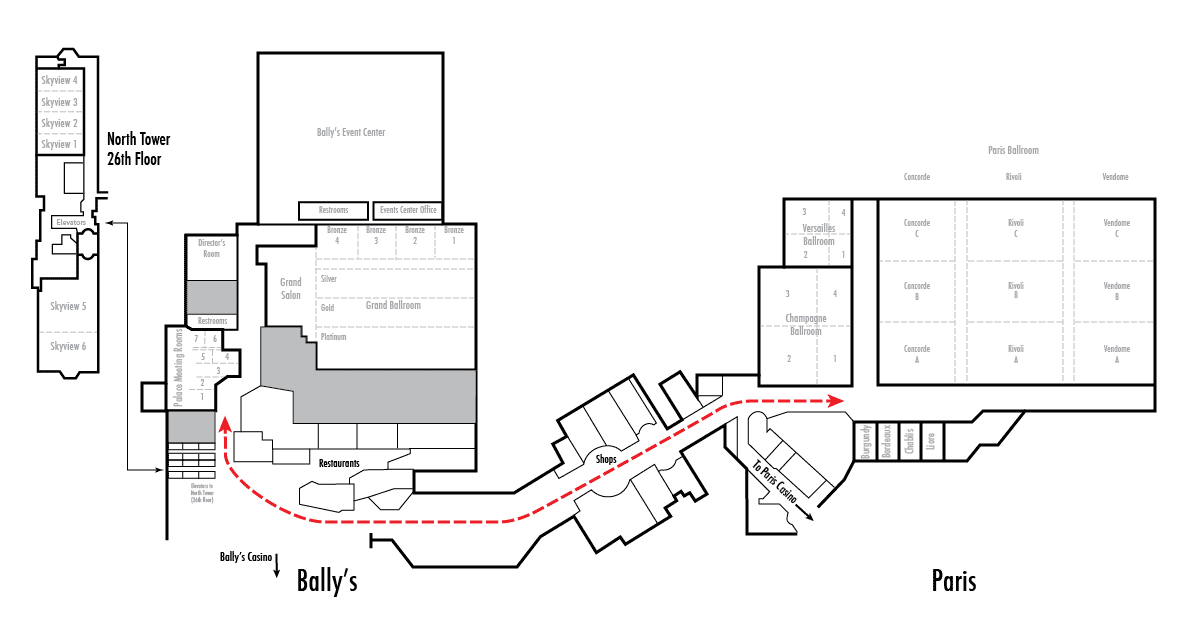 Skyview 4
Skyview 3
Skyview 2
Skyview 1
North Tower
26th Floor
Elevators
Skyview 5
Skyview 6
Bally's Event Center
Restrooms
Events Center Office
Director's
Room
Restrooms
Bronze
4
Bronze
3
Bronze
2
Bronze
1
Grand
Salon
Silver
Gold
Grand Ballroom
Platinum
Palace Meeting Rooms
7
6
5
4
3
2
1
Elevators to
North Tower
(26th Floor)
Restaurants
Shops
Bally's Casino
Bally's
Paris Ballroom
Concorde
Rivoli
Vendome
3
4
Versailles
Ballroom
2
1
Concorde
C
Rivoli
C
Vendome
C
3
4
Champagne
Ballroom
2
1
Concorde
B
Rivoli
B
Vendome
B
Concorde
A
Rivoli
A
Vendome
A
Burgundy
Bordeaux
Chablis
Liore
To Paris Casino
Paris